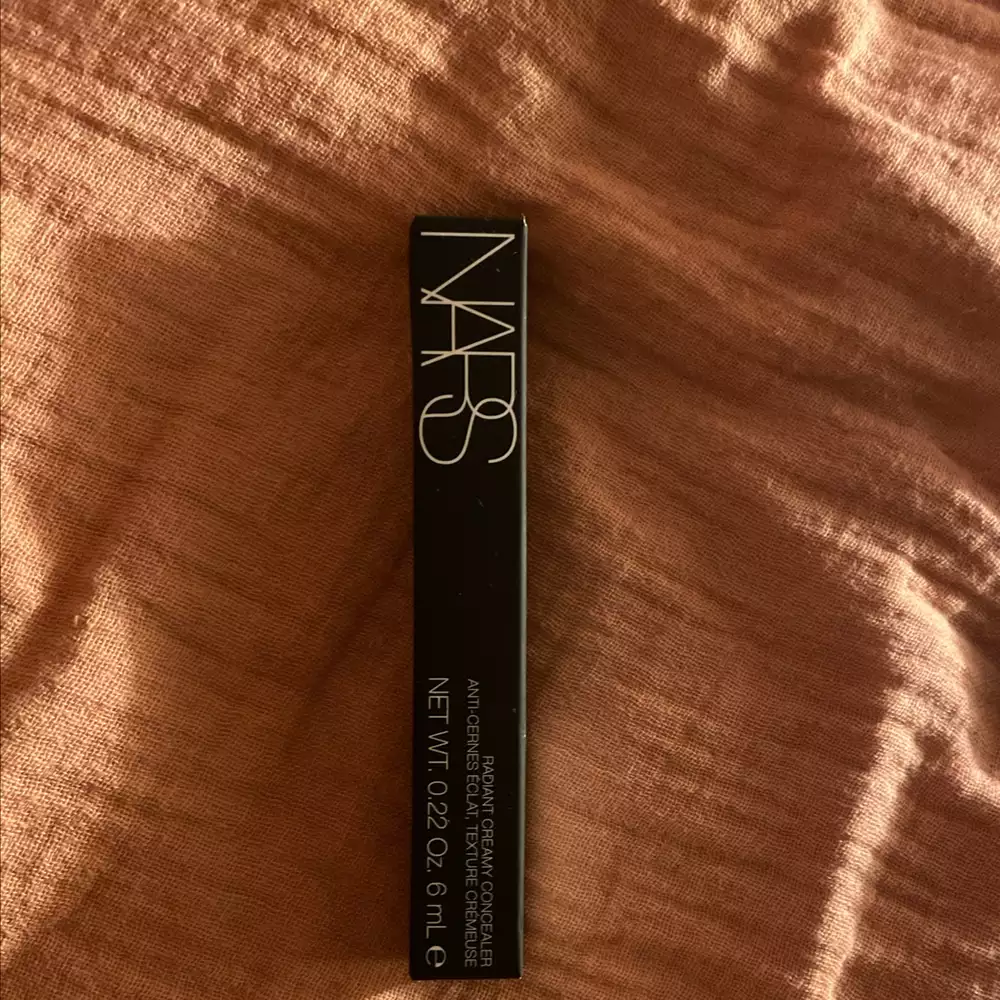 NARS
RADIANT CREAMY CONCEALER
ANTI-CERNES ÉCLAT, TEXTURE CRÉMEUSE
NET WT. 0.22 Oz. 6 mL ℮